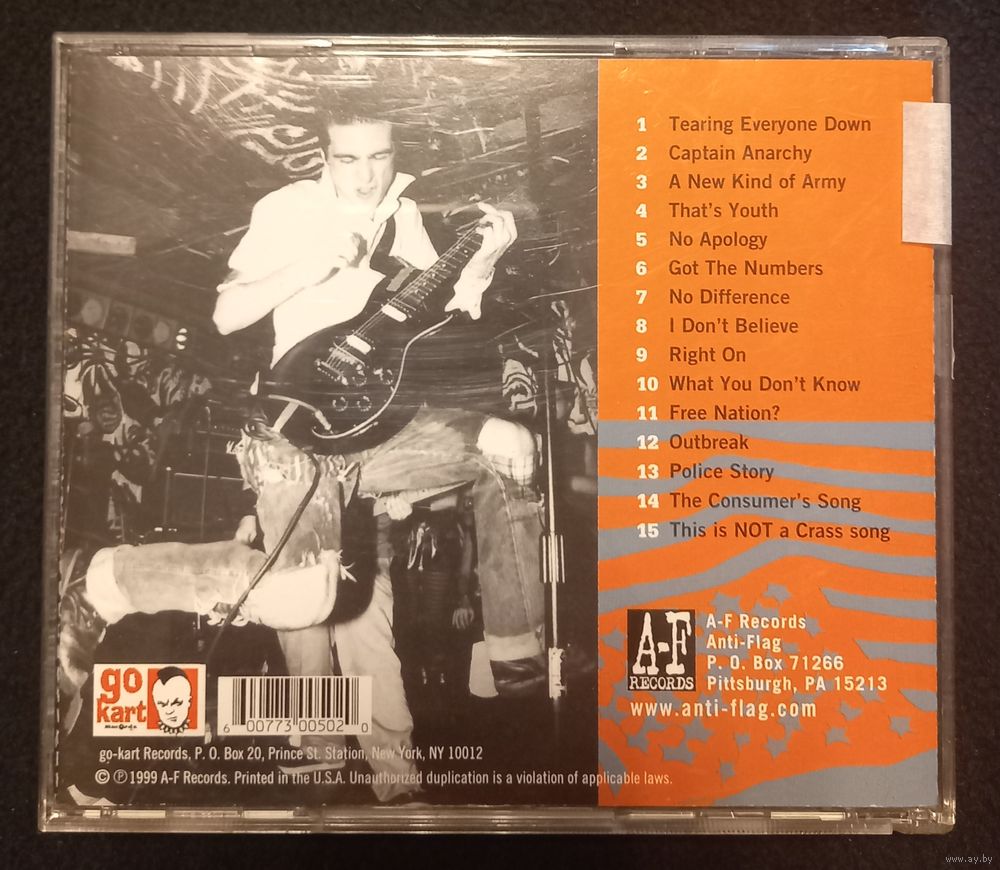 1 Tearing Everyone Down
2 Captain Anarchy
3 A New Kind of Army
4 That's Youth
5 No Apology
6 Got The Numbers
7 No Difference
8 I Don't Believe
9 Right On
10 What You Don't Know
11 Free Nation?
12 Outbreak
13 Police Story
14 The Consumer's Song
15 This is NOT a Crass song
A-F
RECORDS
A-F Records
Anti-Flag
P. O. Box 71266
Pittsburgh, PA 15213
www.anti-flag.com
go
kart
records
6 00773 00502 0
go-kart Records, P. O. Box 20, Prince St. Station, New York, NY 10012
© ℗ 1999 A-F Records. Printed in the U.S.A. Unauthorized duplication is a violation of applicable laws.
www.ay.by